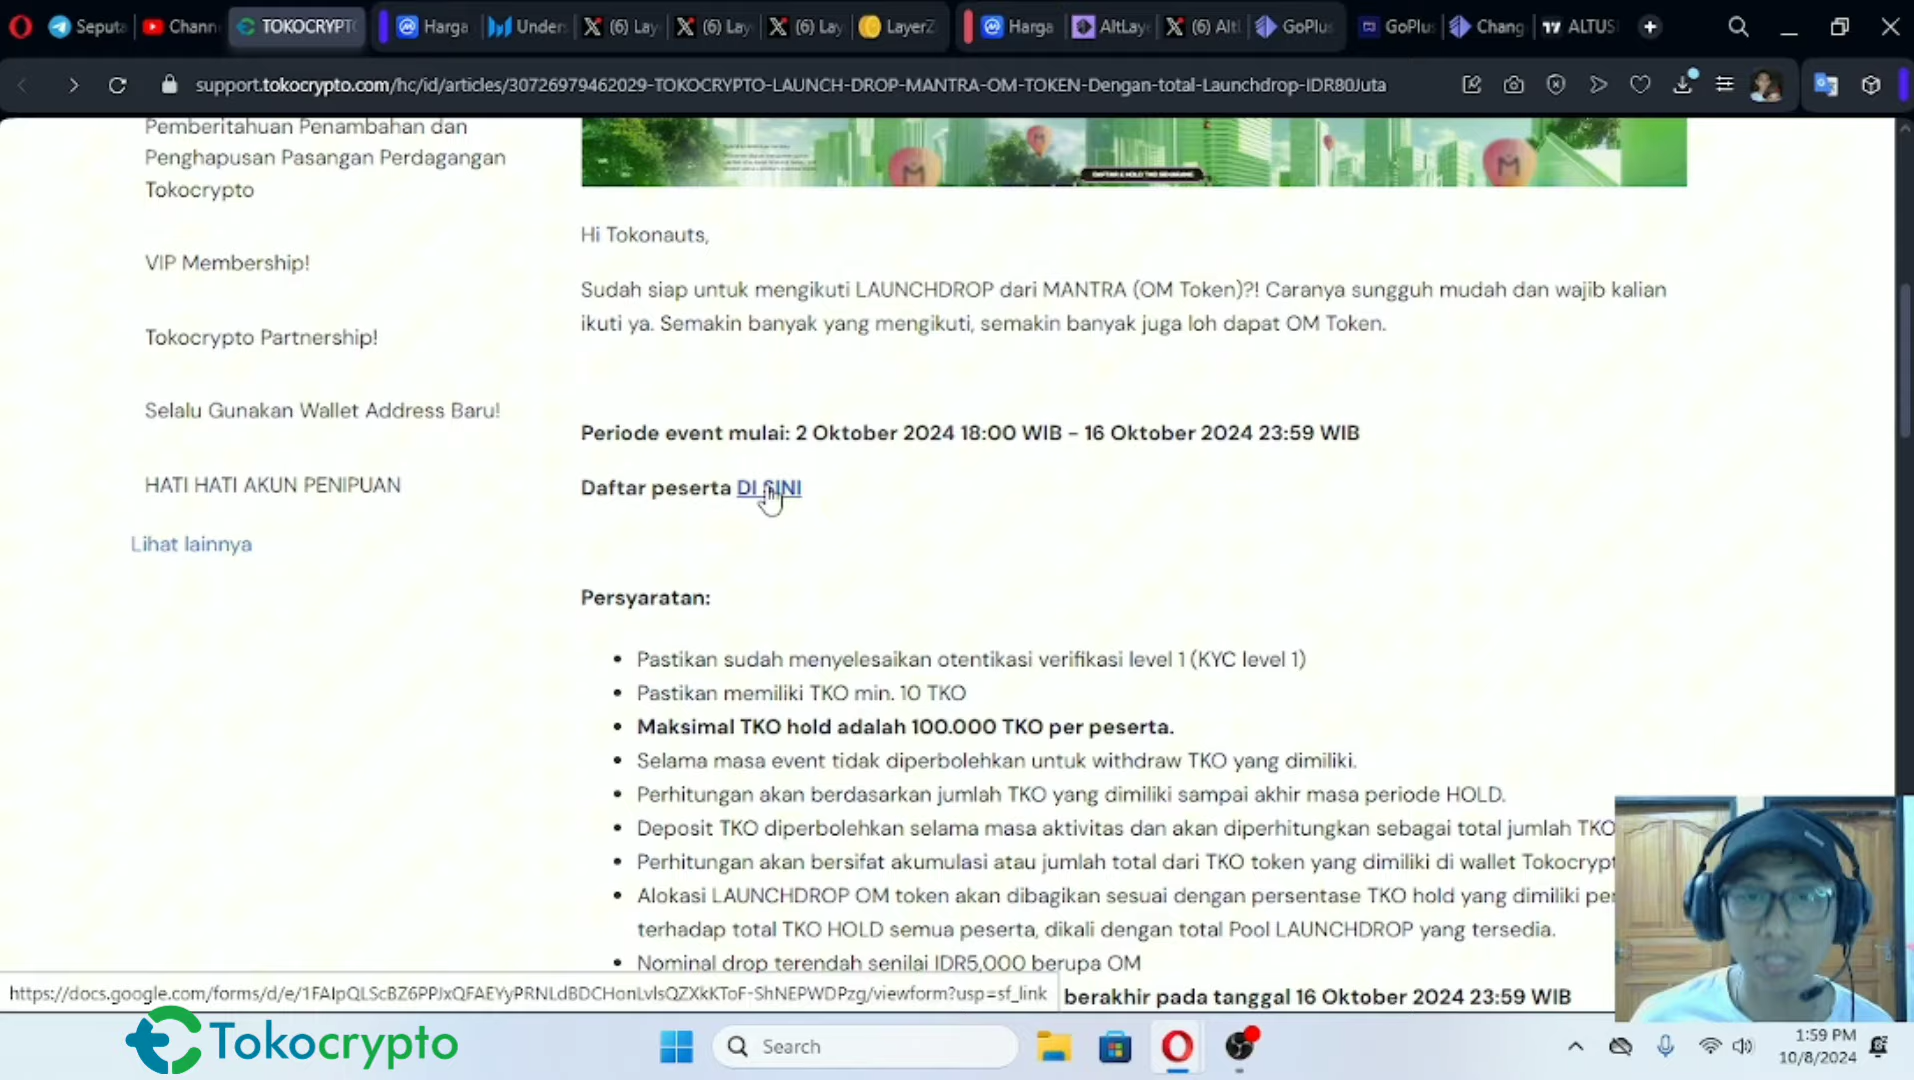 Seputa
Chann
TOKOCRYPT
Harga
Unders
(6) Lay
(6) Lay
(6) Lay
LayerZ
Harga
AltLaye
(6) Altl
GoPlus
GoPlus
Chang
ALTUS
support.tokocrypto.com/hc/id/articles/30726979462029-TOKOCRYPTO-LAUNCH-DROP-MANTRA-OM-TOKEN-Dengan-total-Launchdrop-IDR80Juta
Pemberitahuan Penambahan dan
Penghapusan Pasangan Perdagangan
Tokocrypto
VIP Membership!
Tokocrypto Partnership!
Selalu Gunakan Wallet Address Baru!
HATI HATI AKUN PENIPUAN
Lihat lainnya
DAFTAR & HOLD TKO SEKARANG
Hi Tokonauts,
Sudah siap untuk mengikuti LAUNCHDROP dari MANTRA (OM Token)?! Caranya sungguh mudah dan wajib kalian
ikuti ya. Semakin banyak yang mengikuti, semakin banyak juga loh dapat OM Token.
Periode event mulai: 2 Oktober 2024 18:00 WIB - 16 Oktober 2024 23:59 WIB
Daftar peserta DI SINI
Persyaratan:
• Pastikan sudah menyelesaikan otentikasi verifikasi level 1 (KYC level 1)
• Pastikan memiliki TKO min. 10 TKO
• Maksimal TKO hold adalah 100.000 TKO per peserta.
• Selama masa event tidak diperbolehkan untuk withdraw TKO yang dimiliki.
• Perhitungan akan berdasarkan jumlah TKO yang dimiliki sampai akhir masa periode HOLD.
• Deposit TKO diperbolehkan selama masa aktivitas dan akan diperhitungkan sebagai total jumlah TKO
• Perhitungan akan bersifat akumulasi atau jumlah total dari TKO token yang dimiliki di wallet Tokocrypt
• Alokasi LAUNCHDROP OM token akan dibagikan sesuai dengan persentase TKO hold yang dimiliki pe
terhadap total TKO HOLD semua peserta, dikali dengan total Pool LAUNCHDROP yang tersedia.
• Nominal drop terendah senilai IDR5,000 berupa OM
berakhir pada tanggal 16 Oktober 2024 23:59 WIB
https://docs.google.com/forms/d/e/1FAIpQLScBZ6PPJxQFAEYyPRNLdBDCHonLvlsQZXkKToF-ShNEPWDPzg/viewform?usp=sf_link
Tokocrypto
Search
1:59 PM
10/8/2024